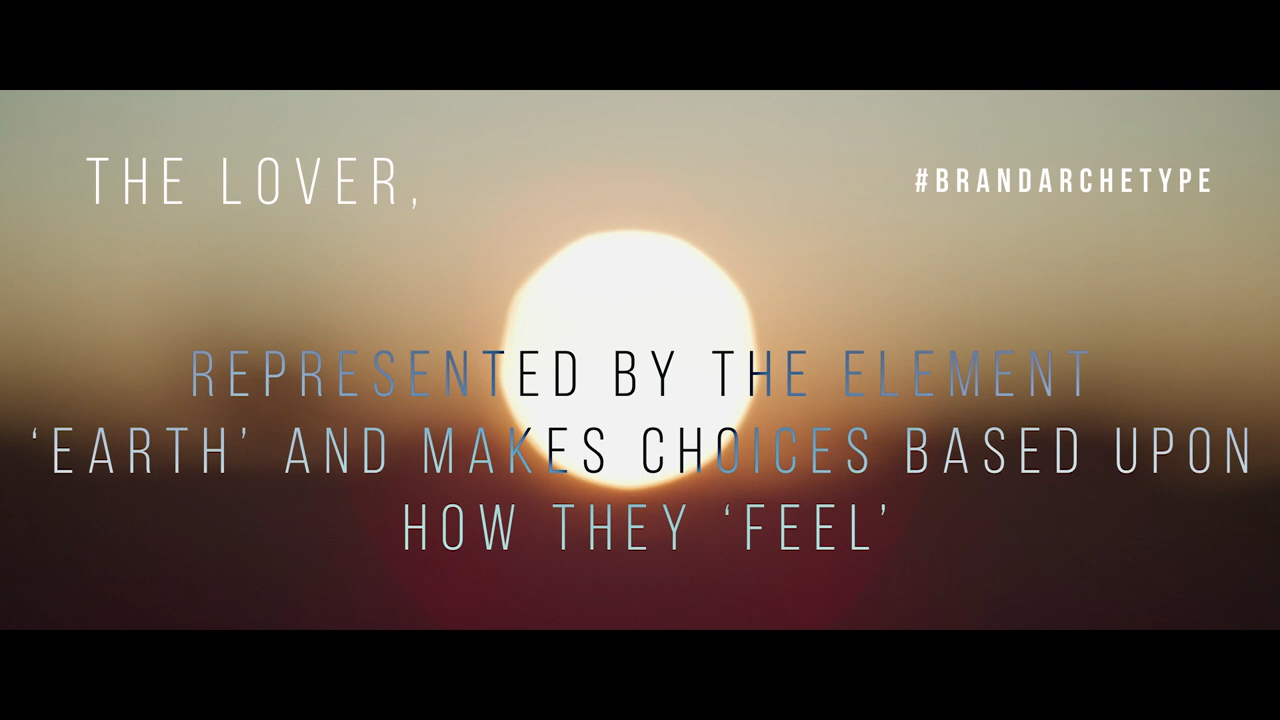 THE LOVER,
#BRANDARCHETYPE
REPRESENTED BY THE ELEMENT
‘EARTH’ AND MAKES CHOICES BASED UPON
HOW THEY ‘FEEL’